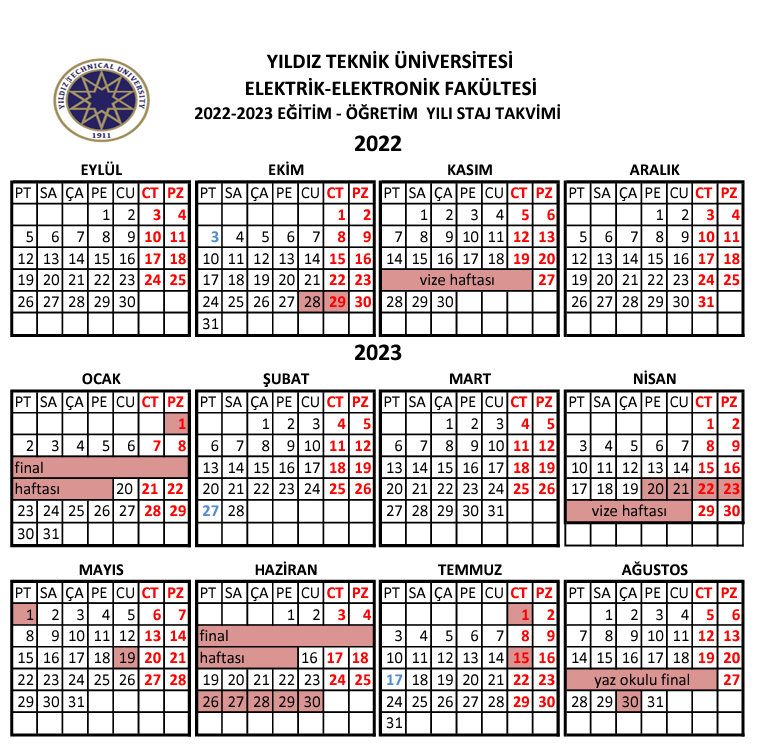 YILDIZ TEKNİK ÜNİVERSİTESİ
ELEKTRİK-ELEKTRONİK FAKÜLTESİ
2022-2023 EĞİTİM - ÖĞRETİM YILI STAJ TAKVİMİ
YILDIZ TECHNICAL UNIVERSITY
1911
2022
EYLÜL
PT SA ÇA PE CU CT PZ
1 2 3 4
5 6 7 8 9 10 11
12 13 14 15 16 17 18
19 20 21 22 23 24 25
26 27 28 29 30
EKİM
PT SA ÇA PE CU CT PZ
1 2
3 4 5 6 7 8 9
10 11 12 13 14 15 16
17 18 19 20 21 22 23
24 25 26 27 28 29 30
31
KASIM
PT SA ÇA PE CU CT PZ
1 2 3 4 5 6
7 8 9 10 11 12 13
14 15 16 17 18 19 20
vize haftası 27
28 29 30
ARALIK
PT SA ÇA PE CU CT PZ
1 2 3 4
5 6 7 8 9 10 11
12 13 14 15 16 17 18
19 20 21 22 23 24 25
26 27 28 29 30 31
2023
OCAK
PT SA ÇA PE CU CT PZ
1
2 3 4 5 6 7 8
final
haftası 20 21 22
23 24 25 26 27 28 29
30 31
ŞUBAT
PT SA ÇA PE CU CT PZ
1 2 3 4 5
6 7 8 9 10 11 12
13 14 15 16 17 18 19
20 21 22 23 24 25 26
27 28
MART
PT SA ÇA PE CU CT PZ
1 2 3 4 5
6 7 8 9 10 11 12
13 14 15 16 17 18 19
20 21 22 23 24 25 26
27 28 29 30 31
NİSAN
PT SA ÇA PE CU CT PZ
1 2
3 4 5 6 7 8 9
10 11 12 13 14 15 16
17 18 19 20 21 22 23
vize haftası 29 30
MAYIS
PT SA ÇA PE CU CT PZ
1 2 3 4 5 6 7
8 9 10 11 12 13 14
15 16 17 18 19 20 21
22 23 24 25 26 27 28
29 30 31
HAZİRAN
PT SA ÇA PE CU CT PZ
1 2 3 4
final
haftası 16 17 18
19 20 21 22 23 24 25
26 27 28 29 30
TEMMUZ
PT SA ÇA PE CU CT PZ
1 2
3 4 5 6 7 8 9
10 11 12 13 14 15 16
17 18 19 20 21 22 23
24 25 26 27 28 29 30
31
AĞUSTOS
PT SA ÇA PE CU CT PZ
1 2 3 4 5 6
7 8 9 10 11 12 13
14 15 16 17 18 19 20
yaz okulu final 27
28 29 30 31